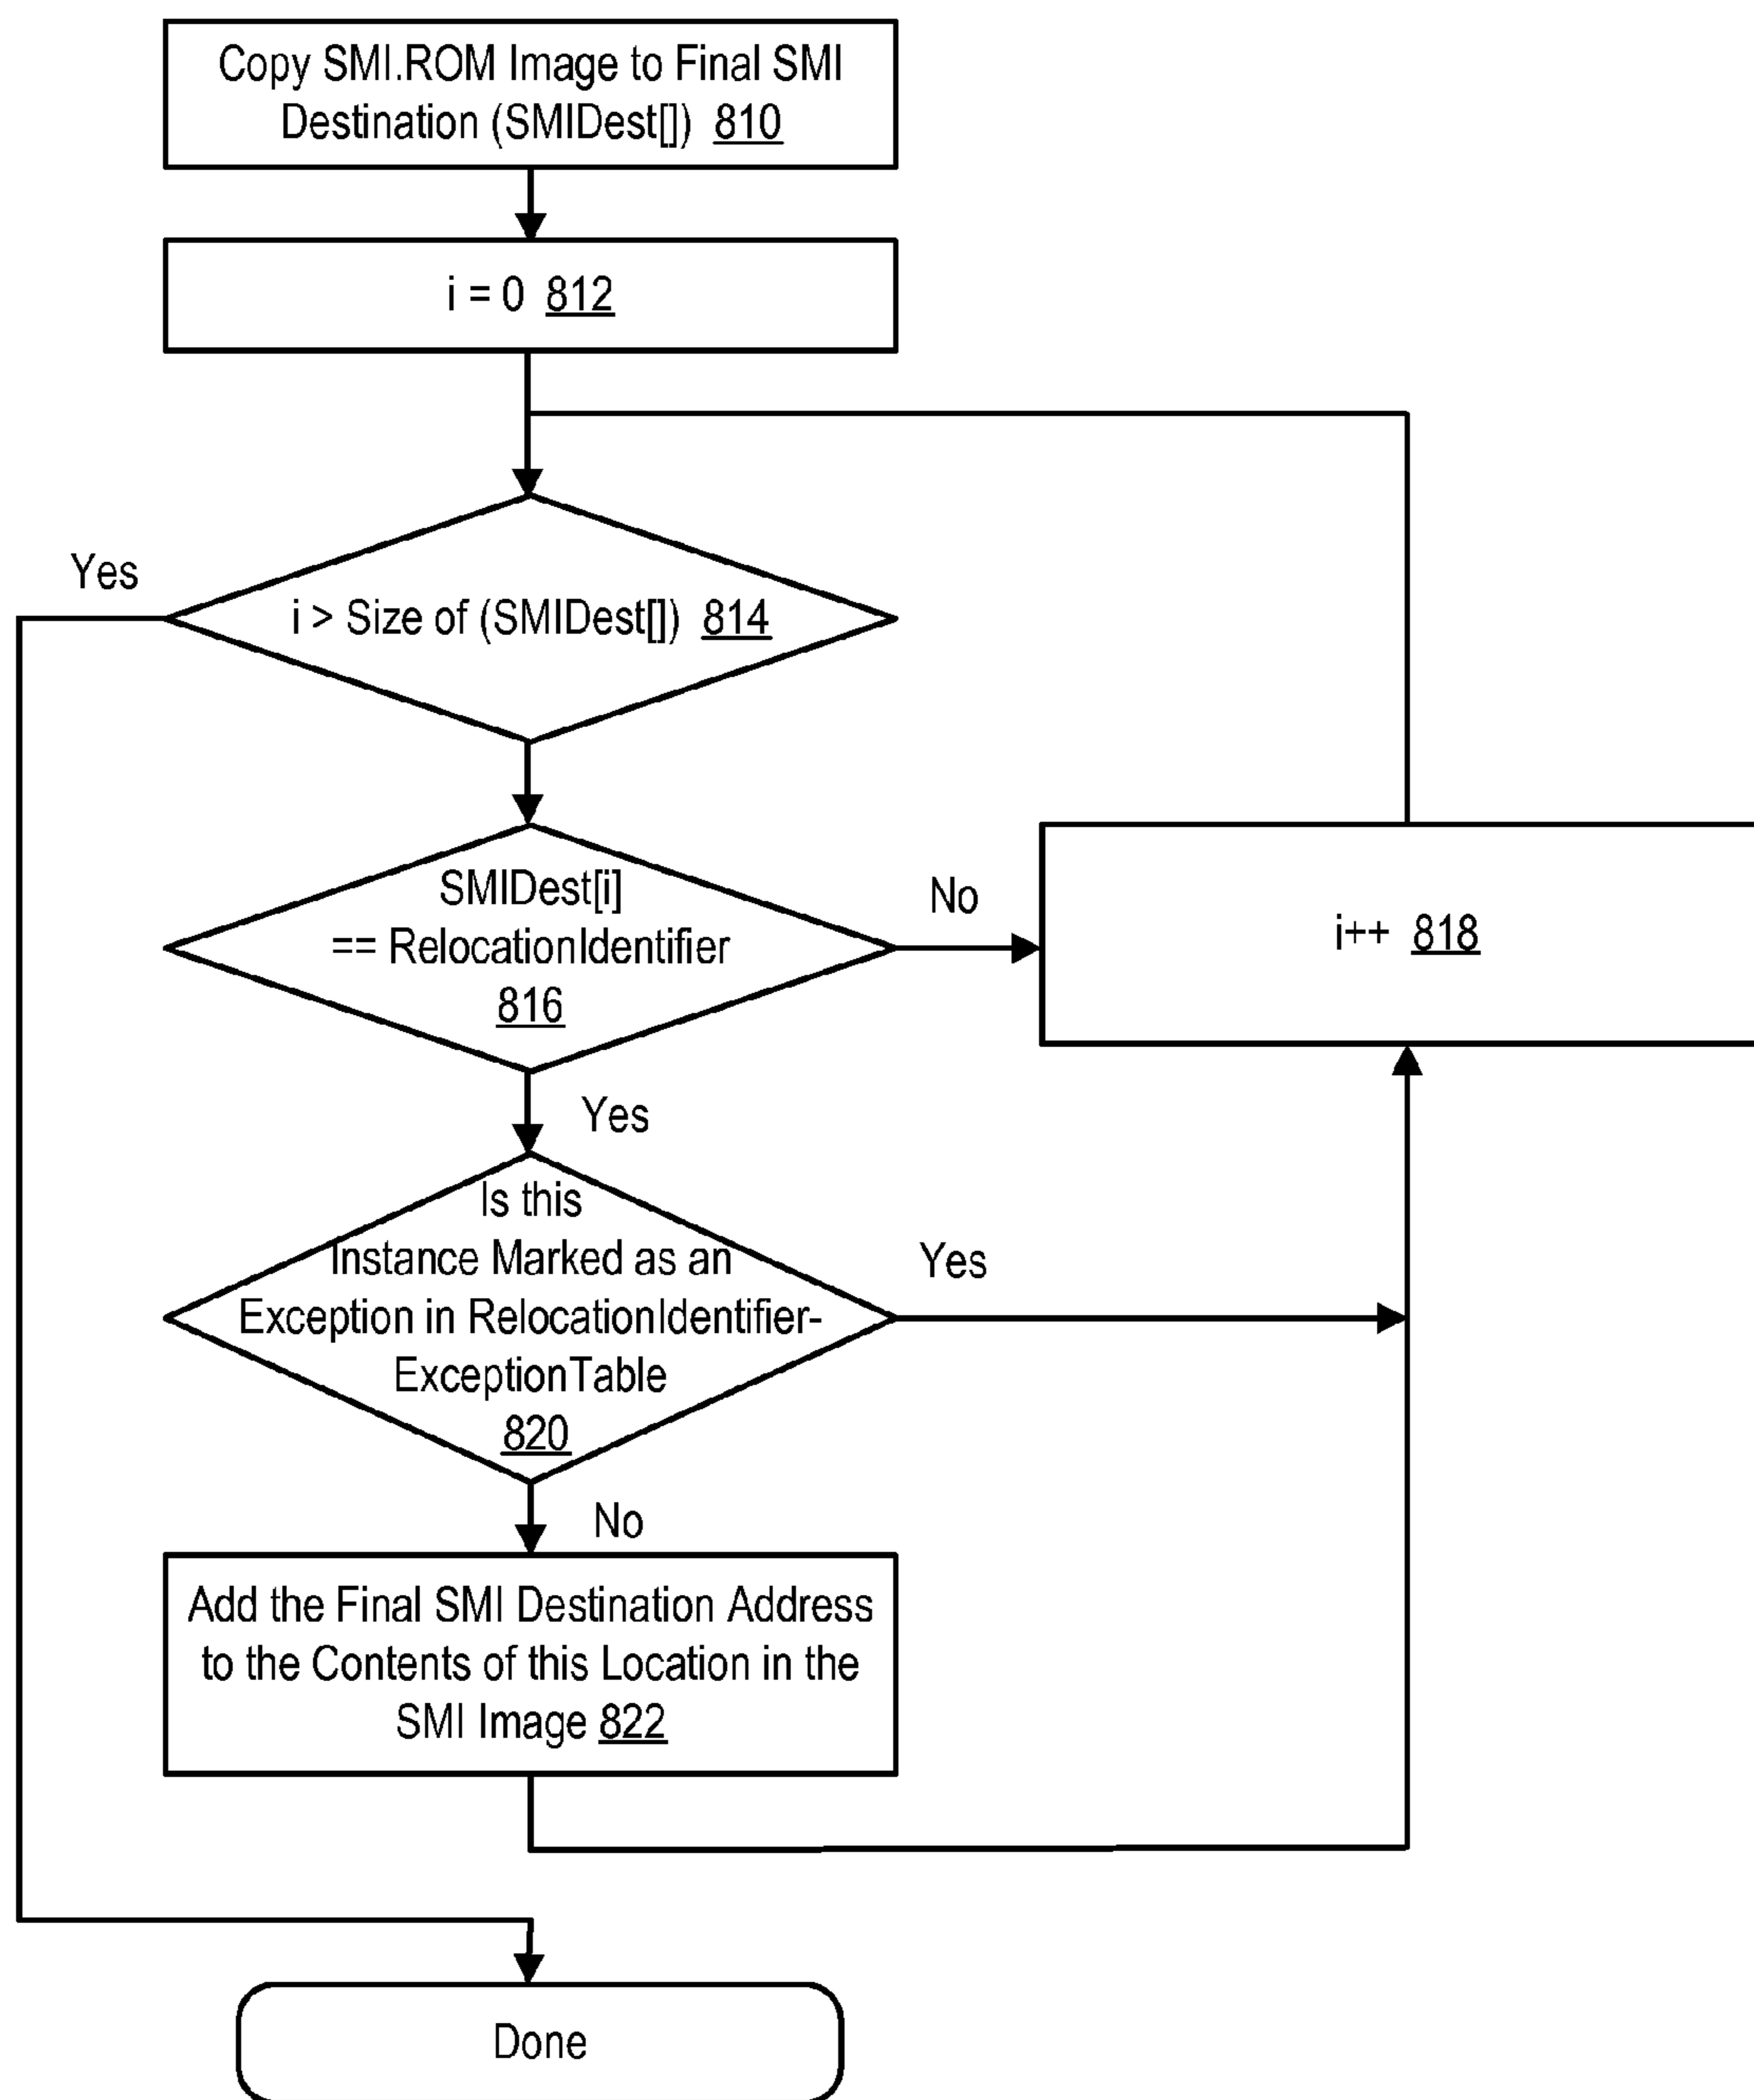 Copy SMI.ROM Image to Final SMI
Destination (SMIDest[]) 810
i = 0 812
Yes
i > Size of (SMIDest[]) 814
SMIDest[i]
== RelocationIdentifier
816
No
i++ 818
Yes
Is this
Instance Marked as an
Exception in RelocationIdentifier-
ExceptionTable
820
Yes
No
Add the Final SMI Destination Address
to the Contents of this Location in the
SMI Image 822
Done